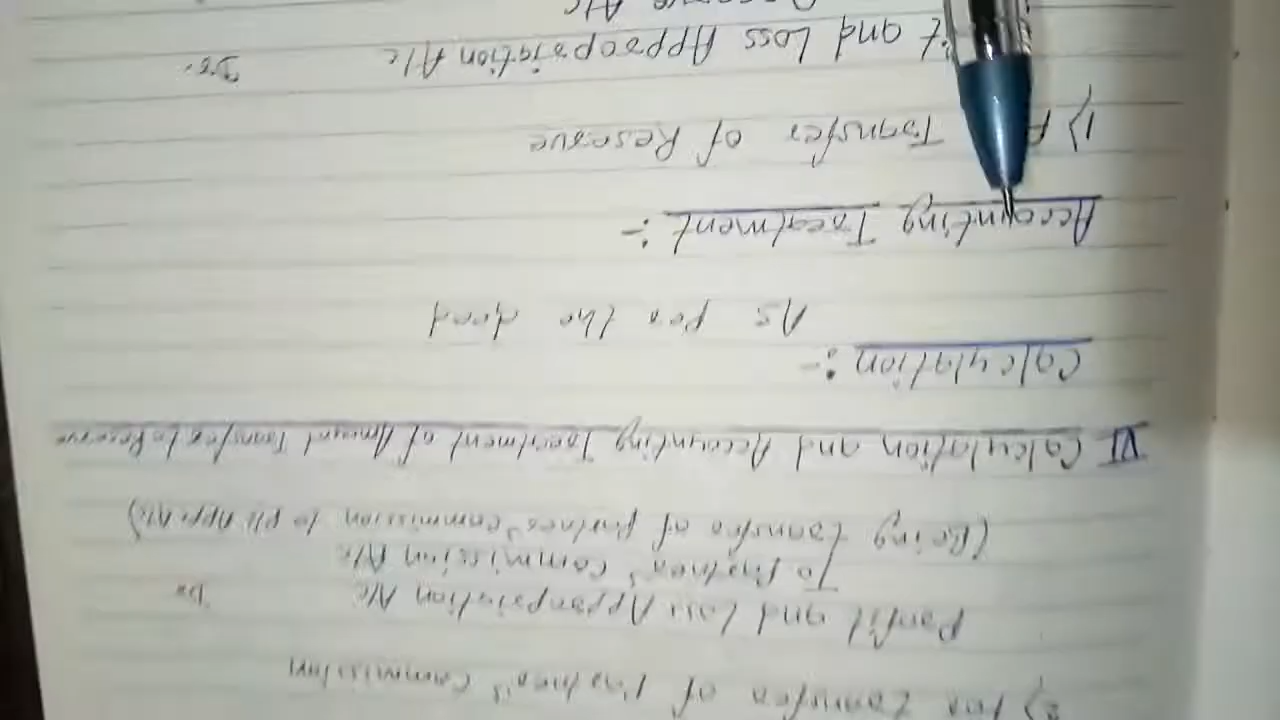 2) For transfer of Partner's Commission
Profit and Loss Appropriation A/c Dr.
To Partner's Commission A/c
(Being transfer of partner's commission to P/L App. A/c)
VI Calculation and Accounting Treatment of Amount Transfer to Reserve
Calculation :-
As per the deed
Accounting Treatment :-
1) F Transfer of Reserve
it and Loss Appropriation A/c Dr.
Reserve A/c